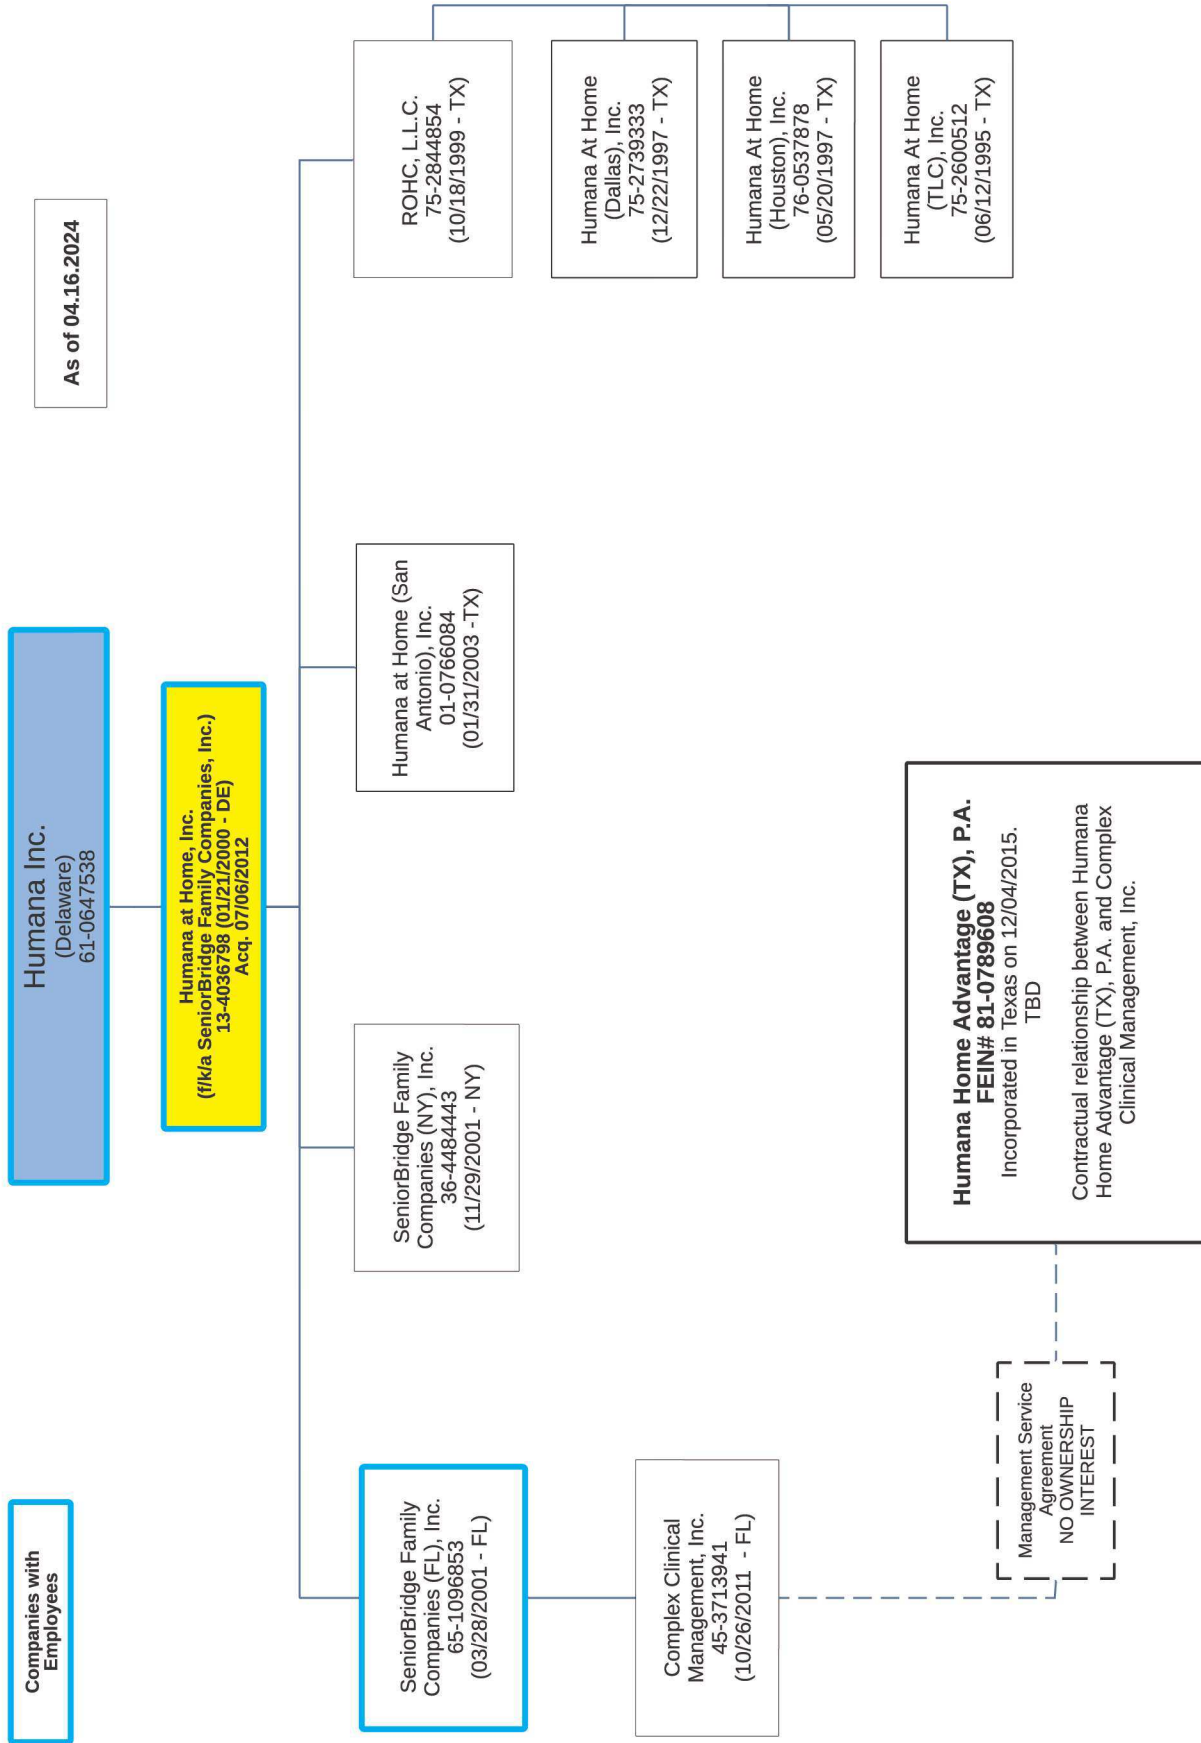 Companies with
Employees
Humana Inc.
(Delaware)
61-0647538
As of 04.16.2024
Humana at Home, Inc.
(f/k/a SeniorBridge Family Companies, Inc.)
13-4036798 (01/21/2000 - DE)
Acq. 07/06/2012
SeniorBridge Family
Companies (FL), Inc.
65-1096853
(03/28/2001 - FL)
SeniorBridge Family
Companies (NY), Inc.
36-4484443
(11/29/2001 - NY)
Humana at Home (San
Antonio), Inc.
01-0766084
(01/31/2003 -TX)
ROHC, L.L.C.
75-2844854
(10/18/1999 - TX)
Humana At Home
(Dallas), Inc.
75-2739333
(12/22/1997 - TX)
Humana At Home
(Houston), Inc.
76-0537878
(05/20/1997 - TX)
Humana At Home
(TLC), Inc.
75-2600512
(06/12/1995 - TX)
Complex Clinical
Management, Inc.
45-3713941
(10/26/2011 - FL)
Management Service
Agreement
NO OWNERSHIP
INTEREST
Humana Home Advantage (TX), P.A.
FEIN# 81-0789608
Incorporated in Texas on 12/04/2015.
TBD
Contractual relationship between Humana
Home Advantage (TX), P.A. and Complex
Clinical Management, Inc.